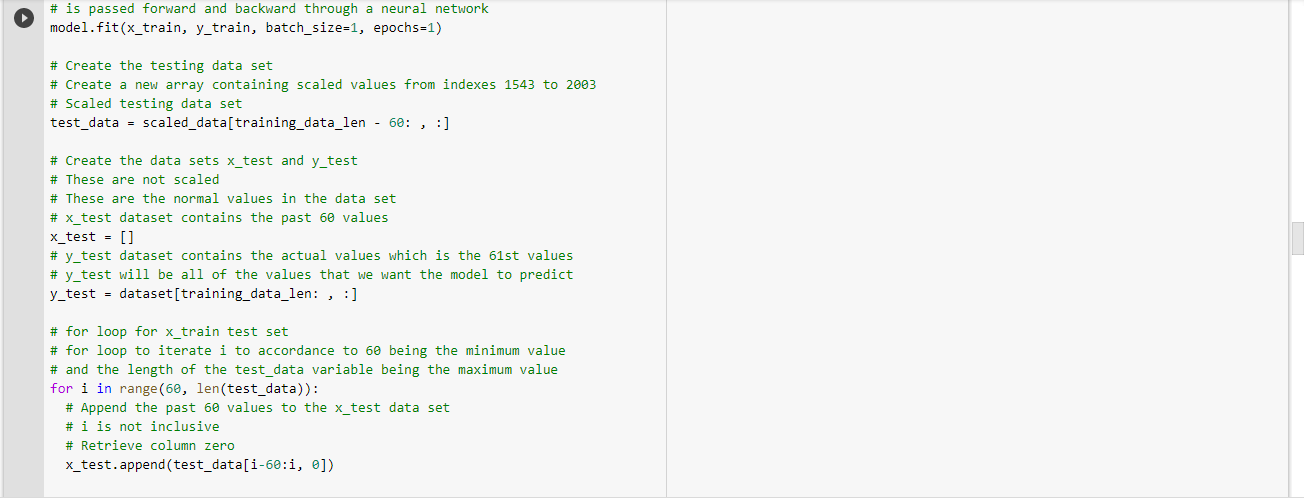 # is passed forward and backward through a neural network
model.fit(x_train, y_train, batch_size=1, epochs=1)
# Create the testing data set
# Create a new array containing scaled values from indexes 1543 to 2003
# Scaled testing data set
test_data = scaled_data[training_data_len - 60: , :]
# Create the data sets x_test and y_test
# These are not scaled
# These are the normal values in the data set
# x_test dataset contains the past 60 values
x_test = []
# y_test dataset contains the actual values which is the 61st values
# y_test will be all of the values that we want the model to predict
y_test = dataset[training_data_len: , :]
# for loop for x_train test set
# for loop to iterate i to accordance to 60 being the minimum value
# and the length of the test_data variable being the maximum value
for i in range(60, len(test_data)):
# Append the past 60 values to the x_test data set
# i is not inclusive
# Retrieve column zero
x_test.append(test_data[i-60:i, 0])